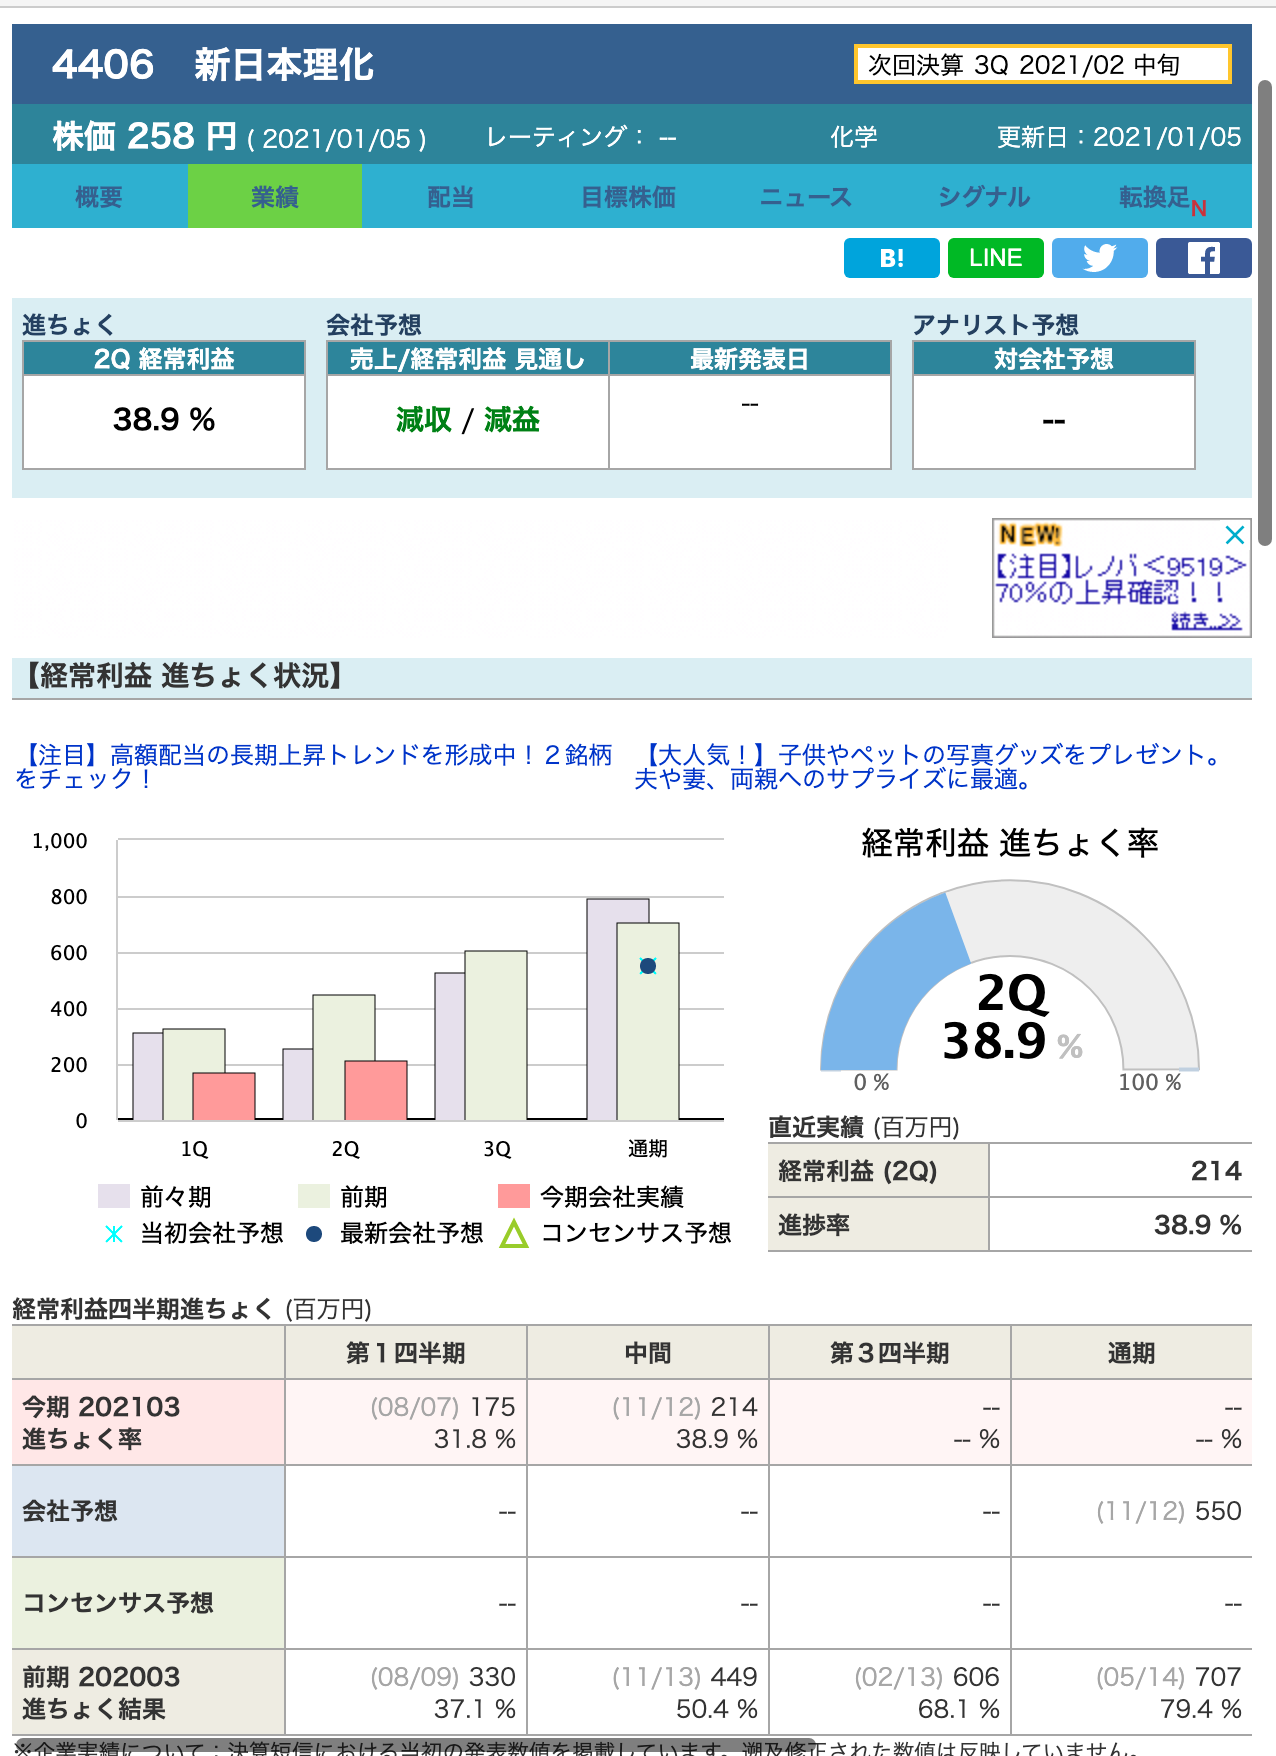 4406 新日本理化
次回決算 3Q 2021/02 中旬
株価 258 円 ( 2021/01/05 ) レーティング： -- 化学 更新日：2021/01/05
概要 業績 配当 目標株価 ニュース シグナル 転換足N
B! LINE
進ちょく 会社予想 アナリスト予想
2Q 経常利益 売上/経常利益 見通し 最新発表日 対会社予想
38.9 % 減収 / 減益 -- --
NEW!
【注目】レノバ＜9519＞
70%の上昇確認！！
続き..>>
【経常利益 進ちょく状況】
【注目】高額配当の長期上昇トレンドを形成中！２銘柄
をチェック！
【大人気！】子供やペットの写真グッズをプレゼント。
夫や妻、両親へのサプライズに最適。
1,000
800
600
400
200
0
1Q 2Q 3Q 通期
前々期 前期 今期会社実績
当初会社予想 最新会社予想 コンセンサス予想
経常利益 進ちょく率
2Q
38.9 %
0 % 100 %
直近実績 (百万円)
経常利益 (2Q) 214
進捗率 38.9 %
経常利益四半期進ちょく (百万円)
第１四半期 中間 第３四半期 通期
今期 202103 (08/07) 175 (11/12) 214 -- --
進ちょく率 31.8 % 38.9 % -- % -- %
会社予想 -- -- -- (11/12) 550
コンセンサス予想 -- -- -- --
前期 202003 (08/09) 330 (11/13) 449 (02/13) 606 (05/14) 707
進ちょく結果 37.1 % 50.4 % 68.1 % 79.4 %
※企業実績について：決算短信における当初の発表数値を掲載しています。遡及修正された数値は反映していません。